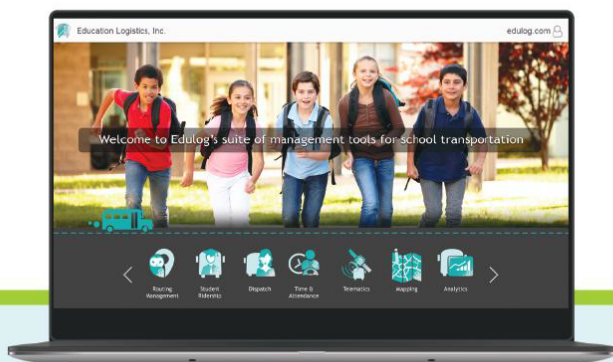 Education Logistics, Inc.
edulog.com
Welcome to Edulog's suite of management tools for school transportation
Routing
Management
Student
Ridership
Dispatch
Time &
Attendance
Telematics
Mapping
Analytics